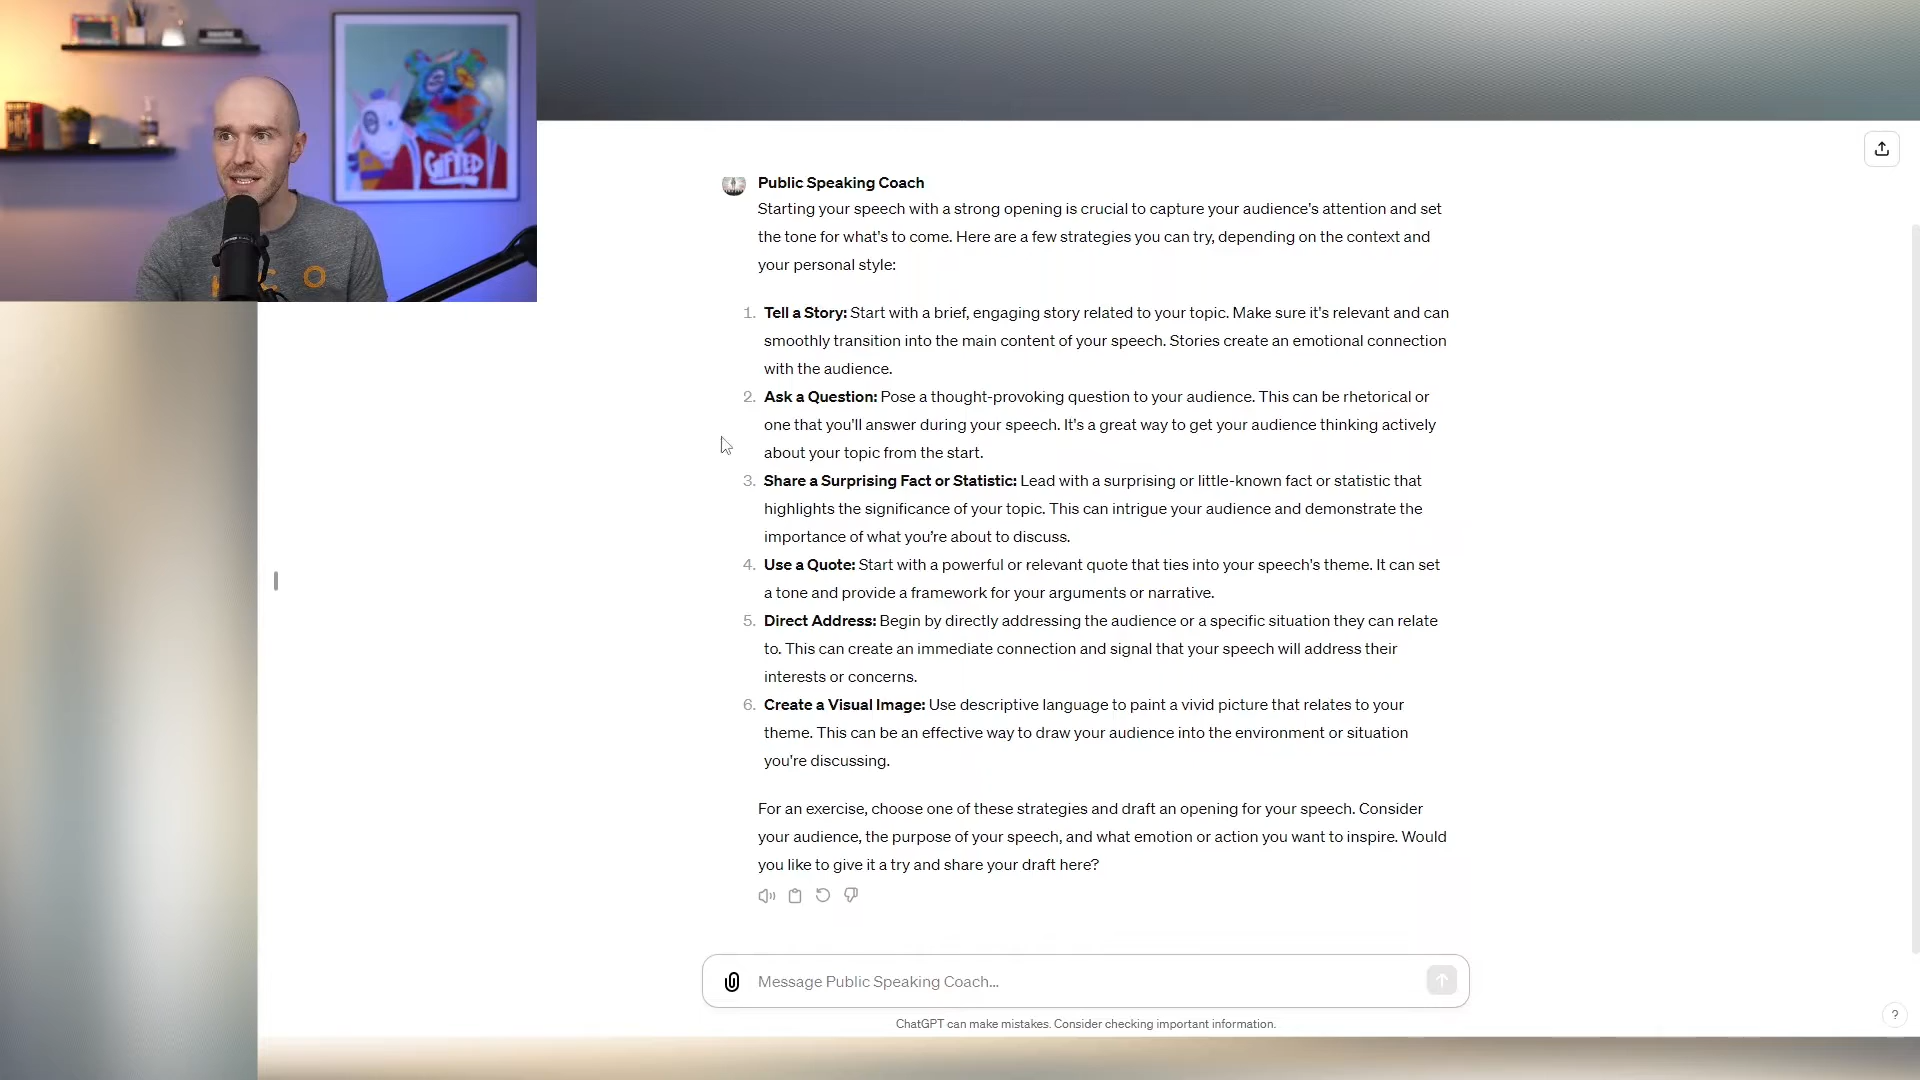 GIFTED
Public Speaking Coach
Starting your speech with a strong opening is crucial to capture your audience's attention and set
the tone for what's to come. Here are a few strategies you can try, depending on the context and
your personal style:
1. Tell a Story: Start with a brief, engaging story related to your topic. Make sure it's relevant and can
smoothly transition into the main content of your speech. Stories create an emotional connection
with the audience.
2. Ask a Question: Pose a thought-provoking question to your audience. This can be rhetorical or
one that you'll answer during your speech. It's a great way to get your audience thinking actively
about your topic from the start.
3. Share a Surprising Fact or Statistic: Lead with a surprising or little-known fact or statistic that
highlights the significance of your topic. This can intrigue your audience and demonstrate the
importance of what you’re about to discuss.
4. Use a Quote: Start with a powerful or relevant quote that ties into your speech's theme. It can set
a tone and provide a framework for your arguments or narrative.
5. Direct Address: Begin by directly addressing the audience or a specific situation they can relate
to. This can create an immediate connection and signal that your speech will address their
interests or concerns.
6. Create a Visual Image: Use descriptive language to paint a vivid picture that relates to your
theme. This can be an effective way to draw your audience into the environment or situation
you're discussing.
For an exercise, choose one of these strategies and draft an opening for your speech. Consider
your audience, the purpose of your speech, and what emotion or action you want to inspire. Would
you like to give it a try and share your draft here?
Message Public Speaking Coach...
ChatGPT can make mistakes. Consider checking important information.
?